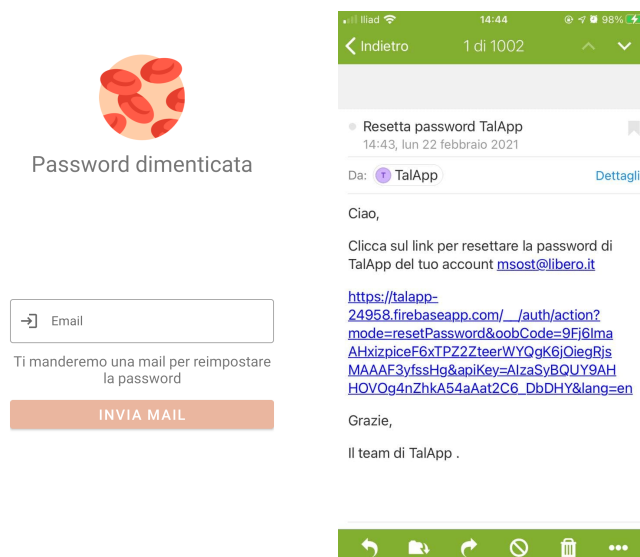 Password dimenticata
Email
Ti manderemo una mail per reimpostare
la password
INVIA MAIL
Iliad
14:44
98%
Indietro
1 di 1002
Resetta password TalApp
14:43, lun 22 febbraio 2021
Da: T TalApp
Dettagli
Ciao,
Clicca sul link per resettare la password di
TalApp del tuo account msost@libero.it
https://talapp-
24958.firebaseapp.com/__/auth/action?
mode=resetPassword&oobCode=9Fj6Ima
AHxizpiceF6xTPZ2ZteerWYQgK6jOiegRjs
MAAAF3yfssHg&apiKey=AIzaSyBQUY9AH
HOVOg4nZhkA54aAat2C6_DbDHY&lang=en
Grazie,
Il team di TalApp .